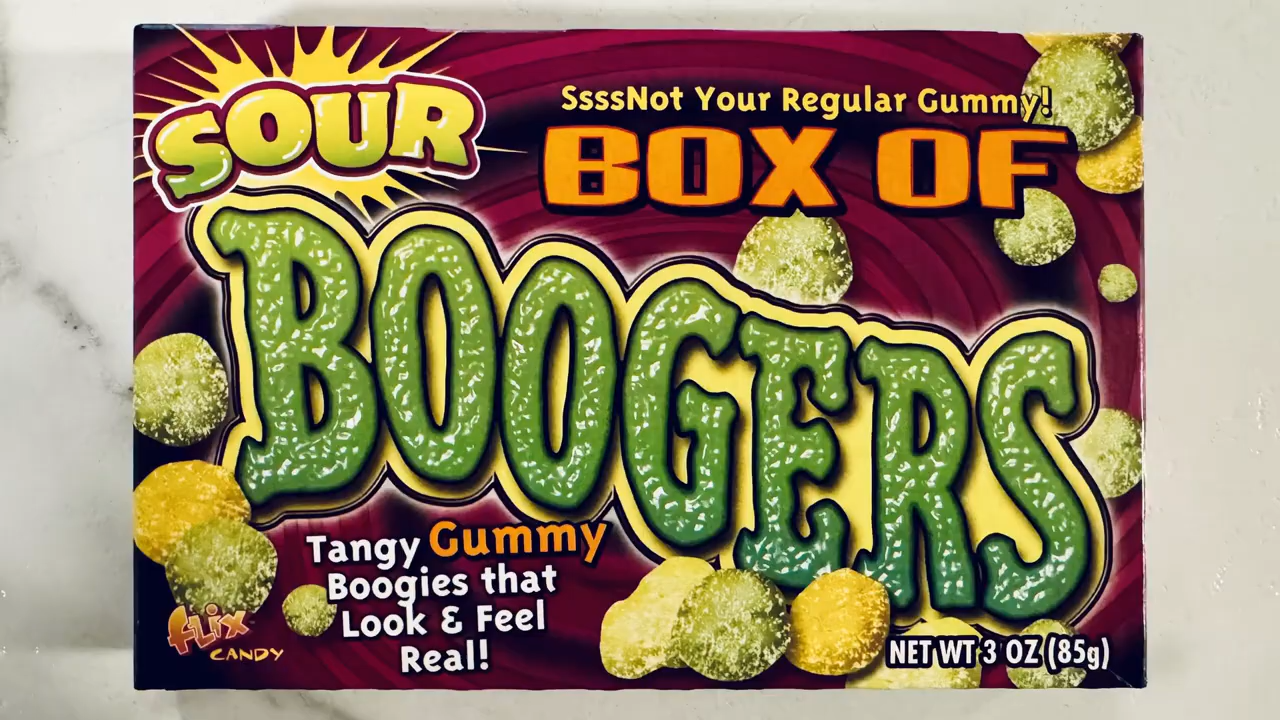 SOUR
SsssNot Your Regular Gummy!
BOX OF
BOOGERS
Tangy Gummy
Boogies that
Look & Feel
Real!
FLiX
CANDY
NET WT 3 OZ (85g)